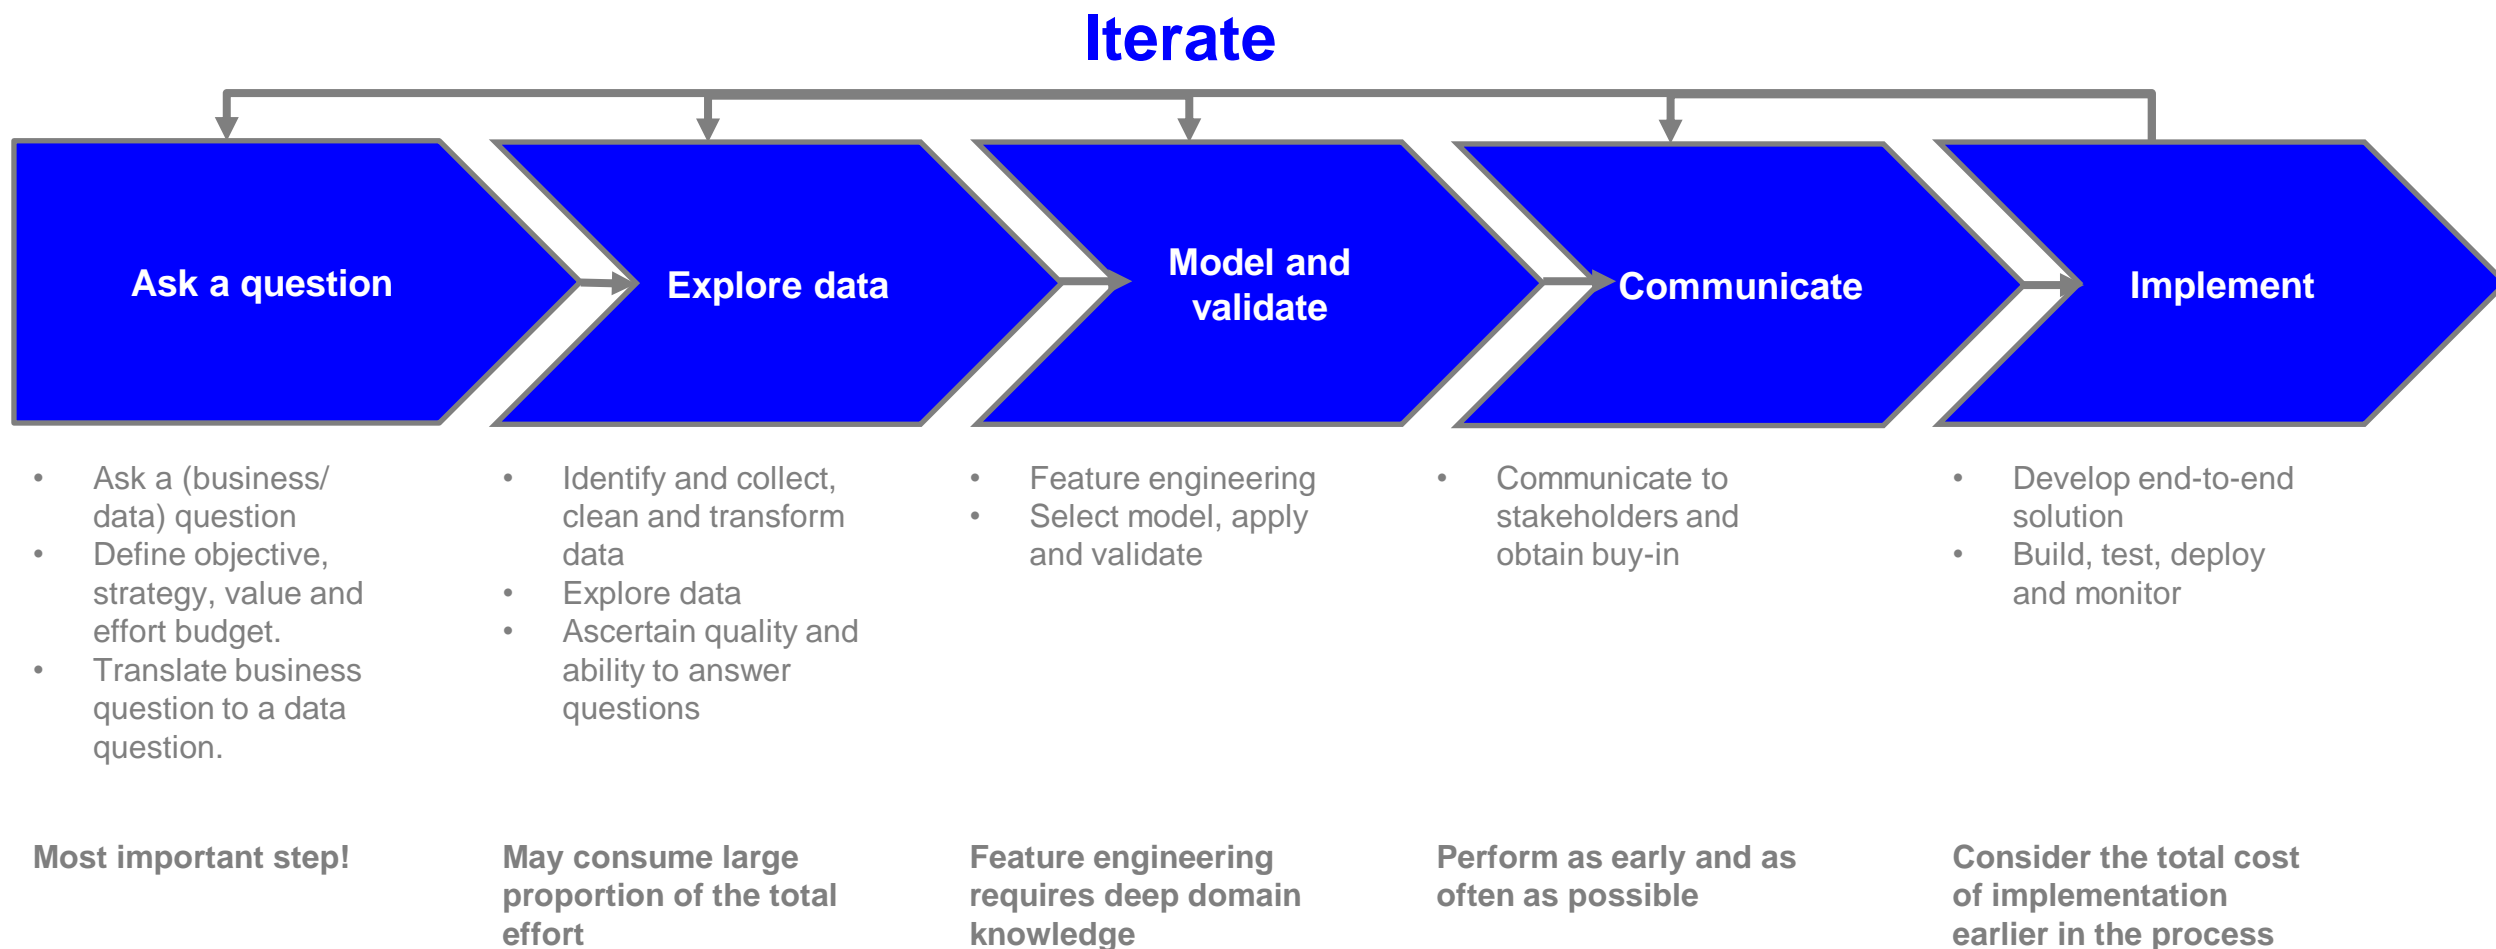 Iterate
Ask a question
Explore data
Model and
validate
Communicate
Implement
• Ask a (business/
data) question
• Define objective,
strategy, value and
effort budget.
• Translate business
question to a data
question.
• Identify and collect,
clean and transform
data
• Explore data
• Ascertain quality and
ability to answer
questions
• Feature engineering
• Select model, apply
and validate
• Communicate to
stakeholders and
obtain buy-in
• Develop end-to-end
solution
• Build, test, deploy
and monitor
Most important step!
May consume large
proportion of the total
effort
Feature engineering
requires deep domain
knowledge
Perform as early and as
often as possible
Consider the total cost
of implementation
earlier in the process